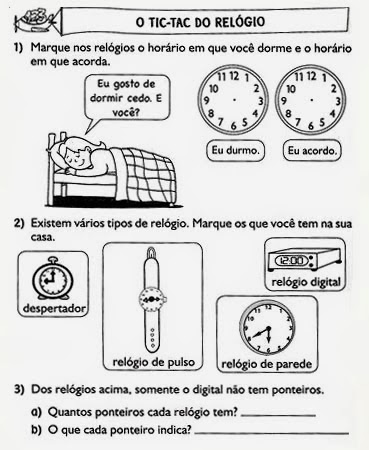 O TIC-TAC DO RELÓGIO
1) Marque nos relógios o horário em que você dorme e o horário
em que acorda.
Eu gosto de
dormir cedo. E
você?
11 12 1
10 2
9 3
8 4
7 6 5
11 12 1
10 2
9 3
8 4
7 6 5
Eu durmo.
Eu acordo.
2) Existem vários tipos de relógio. Marque os que você tem na sua
casa.
despertador
relógio de pulso
12:00
relógio digital
11 12 1
10 2
9 3
8 4
7 6 5
relógio de parede
3) Dos relógios acima, somente o digital não tem ponteiros.
a) Quantos ponteiros cada relógio tem?
b) O que cada ponteiro indica?